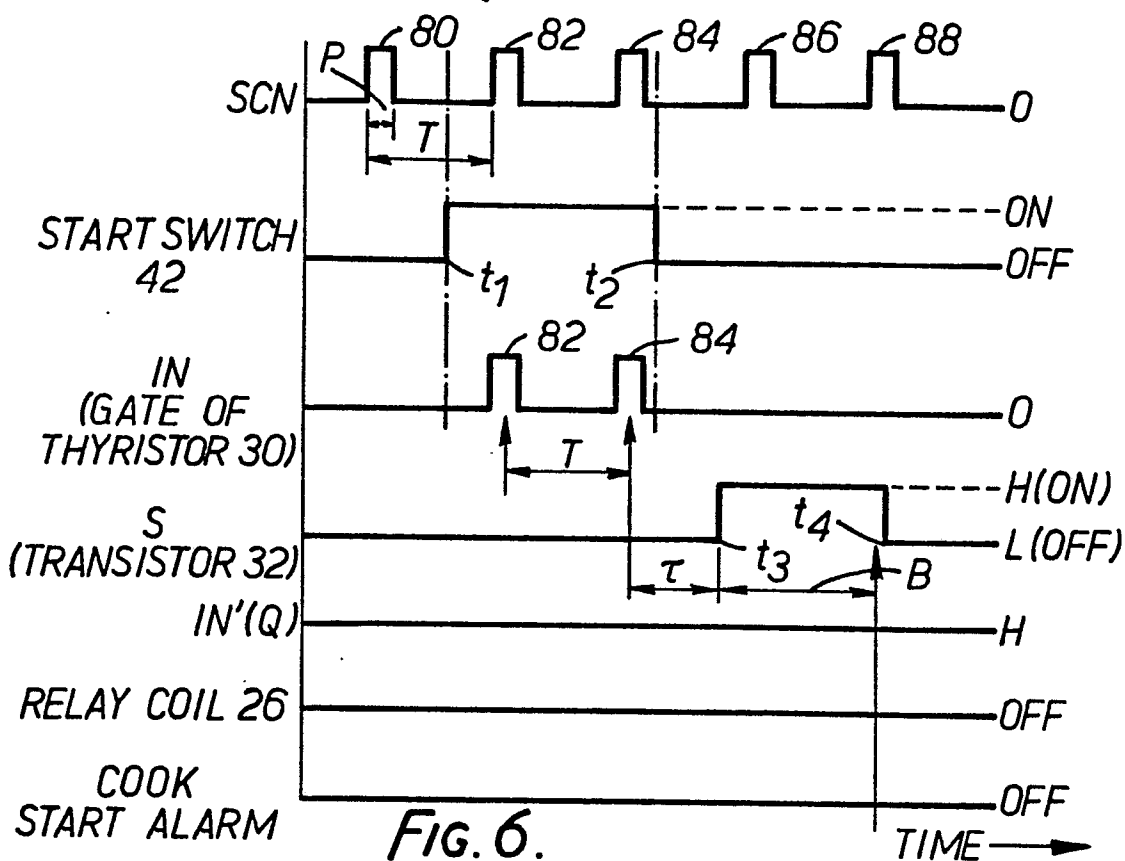 80
82
84
86
88
P
SCN
O
T
START SWITCH
42
ON
OFF
t1
t2
82
84
IN
(GATE OF
THYRISTOR 30)
O
T
S
(TRANSISTOR 32)
H(ON)
L(OFF)
t3
t4
τ
B
IN'(Q)
H
RELAY COIL 26
OFF
COOK
START ALARM
OFF
FIG. 6.
TIME